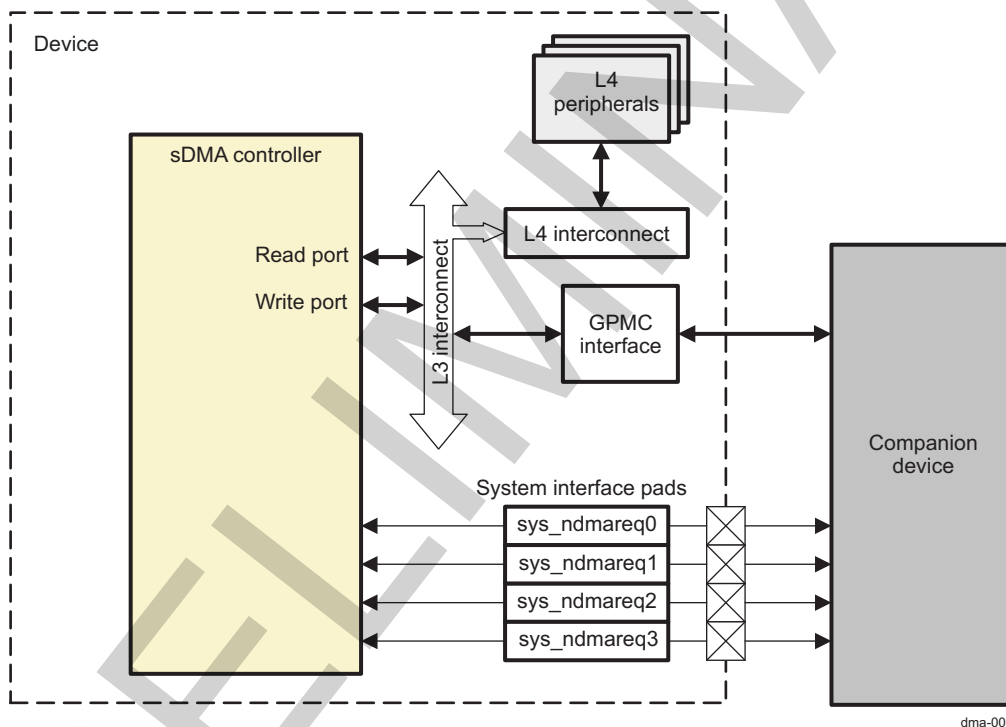 Device
L4
peripherals
sDMA controller
L4 interconnect
Read port
Write port
L3 interconnect
GPMC
interface
Companion
device
System interface pads
sys_ndmareq0
sys_ndmareq1
sys_ndmareq2
sys_ndmareq3
dma-00